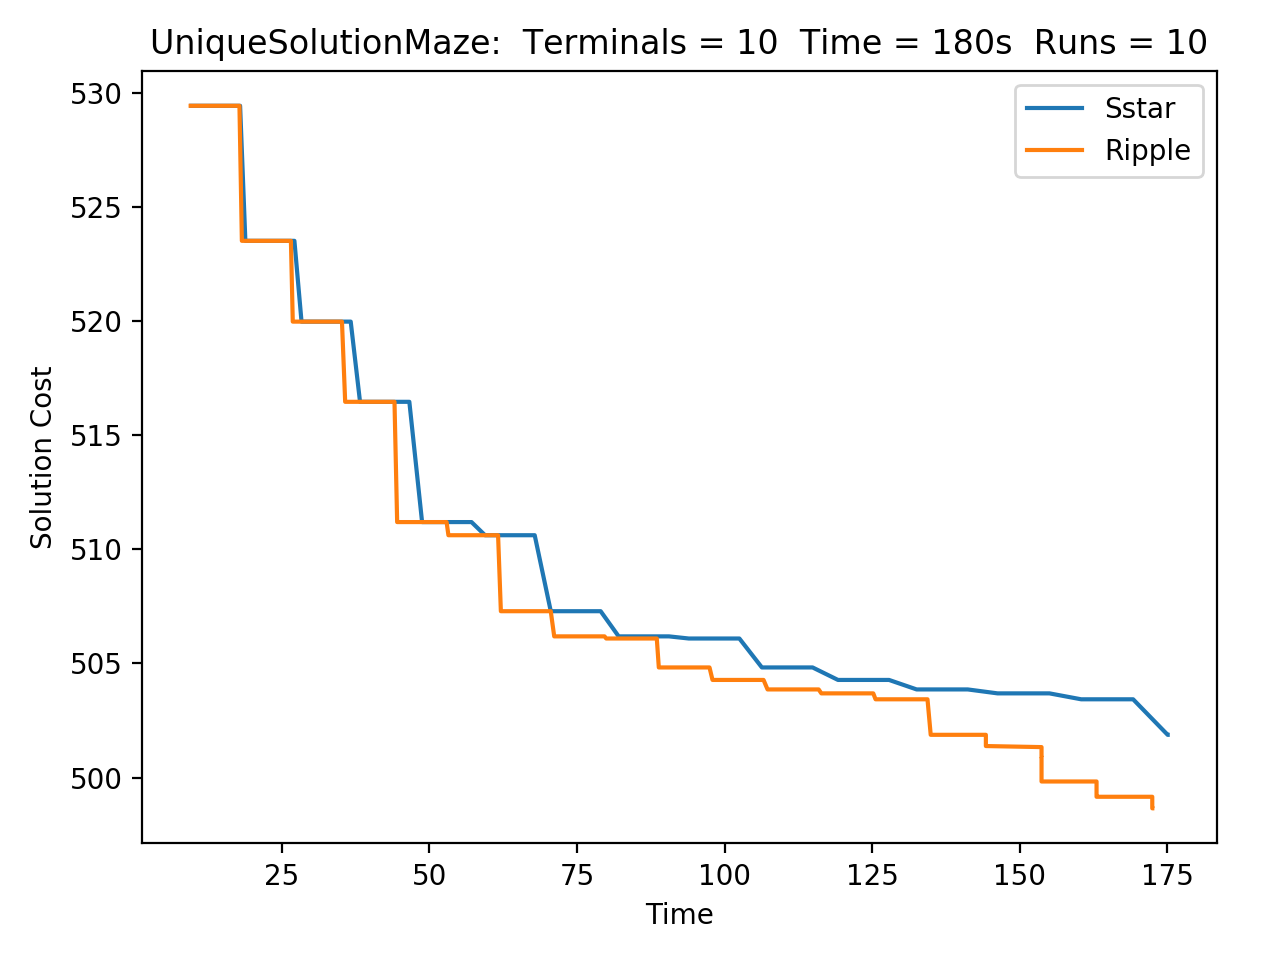 UniqueSolutionMaze:  Terminals = 10  Time = 180s  Runs = 10
530
525
520
515
510
505
500
Solution Cost
Sstar
Ripple
25 50 75 100 125 150 175
Time